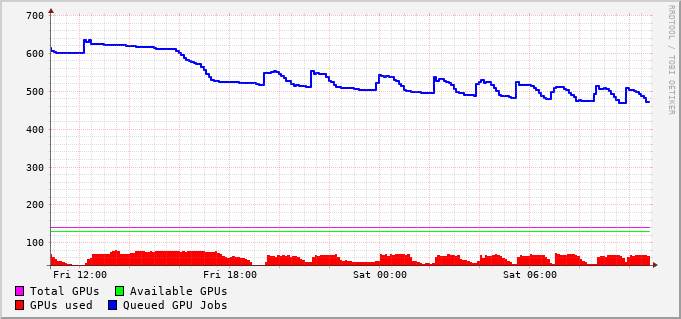 700
600
500
400
300
200
100
Fri 12:00 Fri 18:00 Sat 00:00 Sat 06:00
Total GPUs Available GPUs
GPUs used Queued GPU Jobs
RRDTOOL / TOBI OETIKER